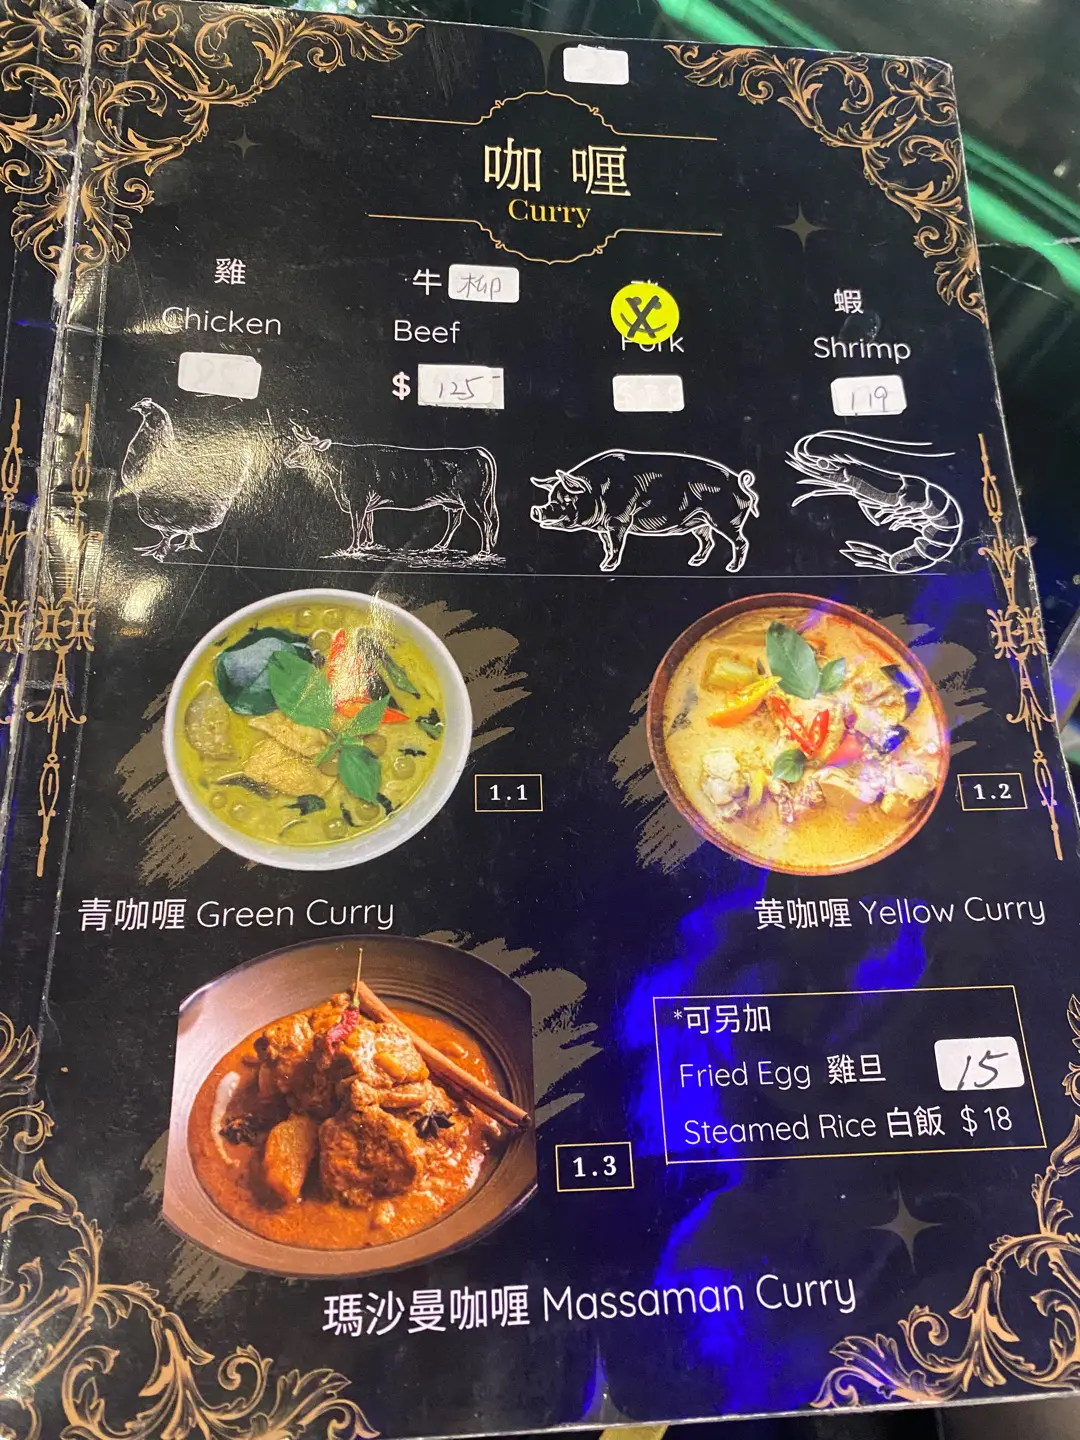 咖喱
Curry
雞
Chicken
牛柳
Beef
$125
Pork
蝦
Shrimp
119
1.1
1.2
青咖喱 Green Curry
黄咖喱 Yellow Curry
*可另加
Fried Egg 雞旦 15
Steamed Rice 白飯 $18
1.3
瑪沙曼咖喱 Massaman Curry